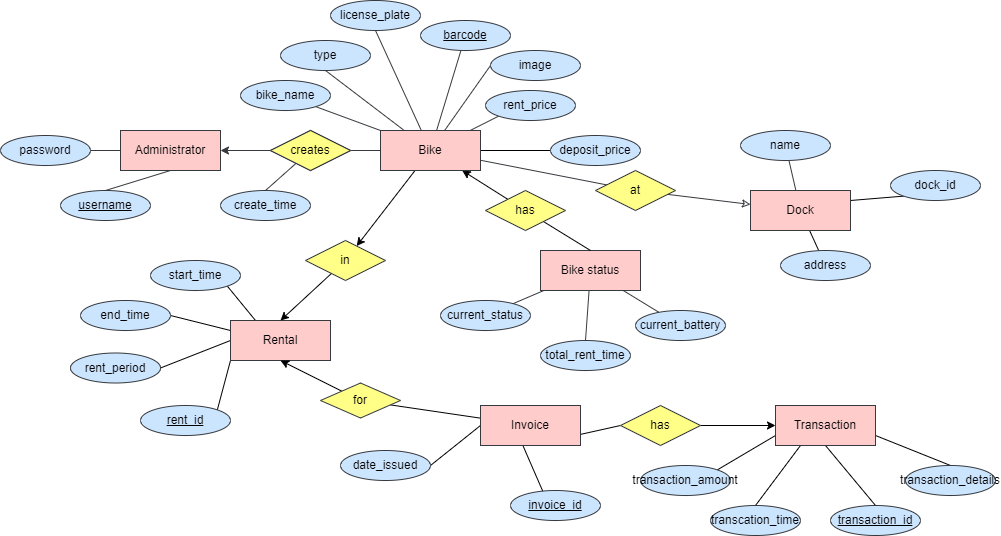 license_plate
barcode
type
image
bike_name
rent_price
password
Administrator
creates
Bike
deposit_price
name
username
create_time
has
at
dock_id
Dock
in
address
start_time
Bike status
end_time
current_status
current_battery
Rental
total_rent_time
rent_period
rent_id
for
Invoice
has
Transaction
date_issued
transaction_amount
transaction_details
invoice_id
transcation_time
transaction_id